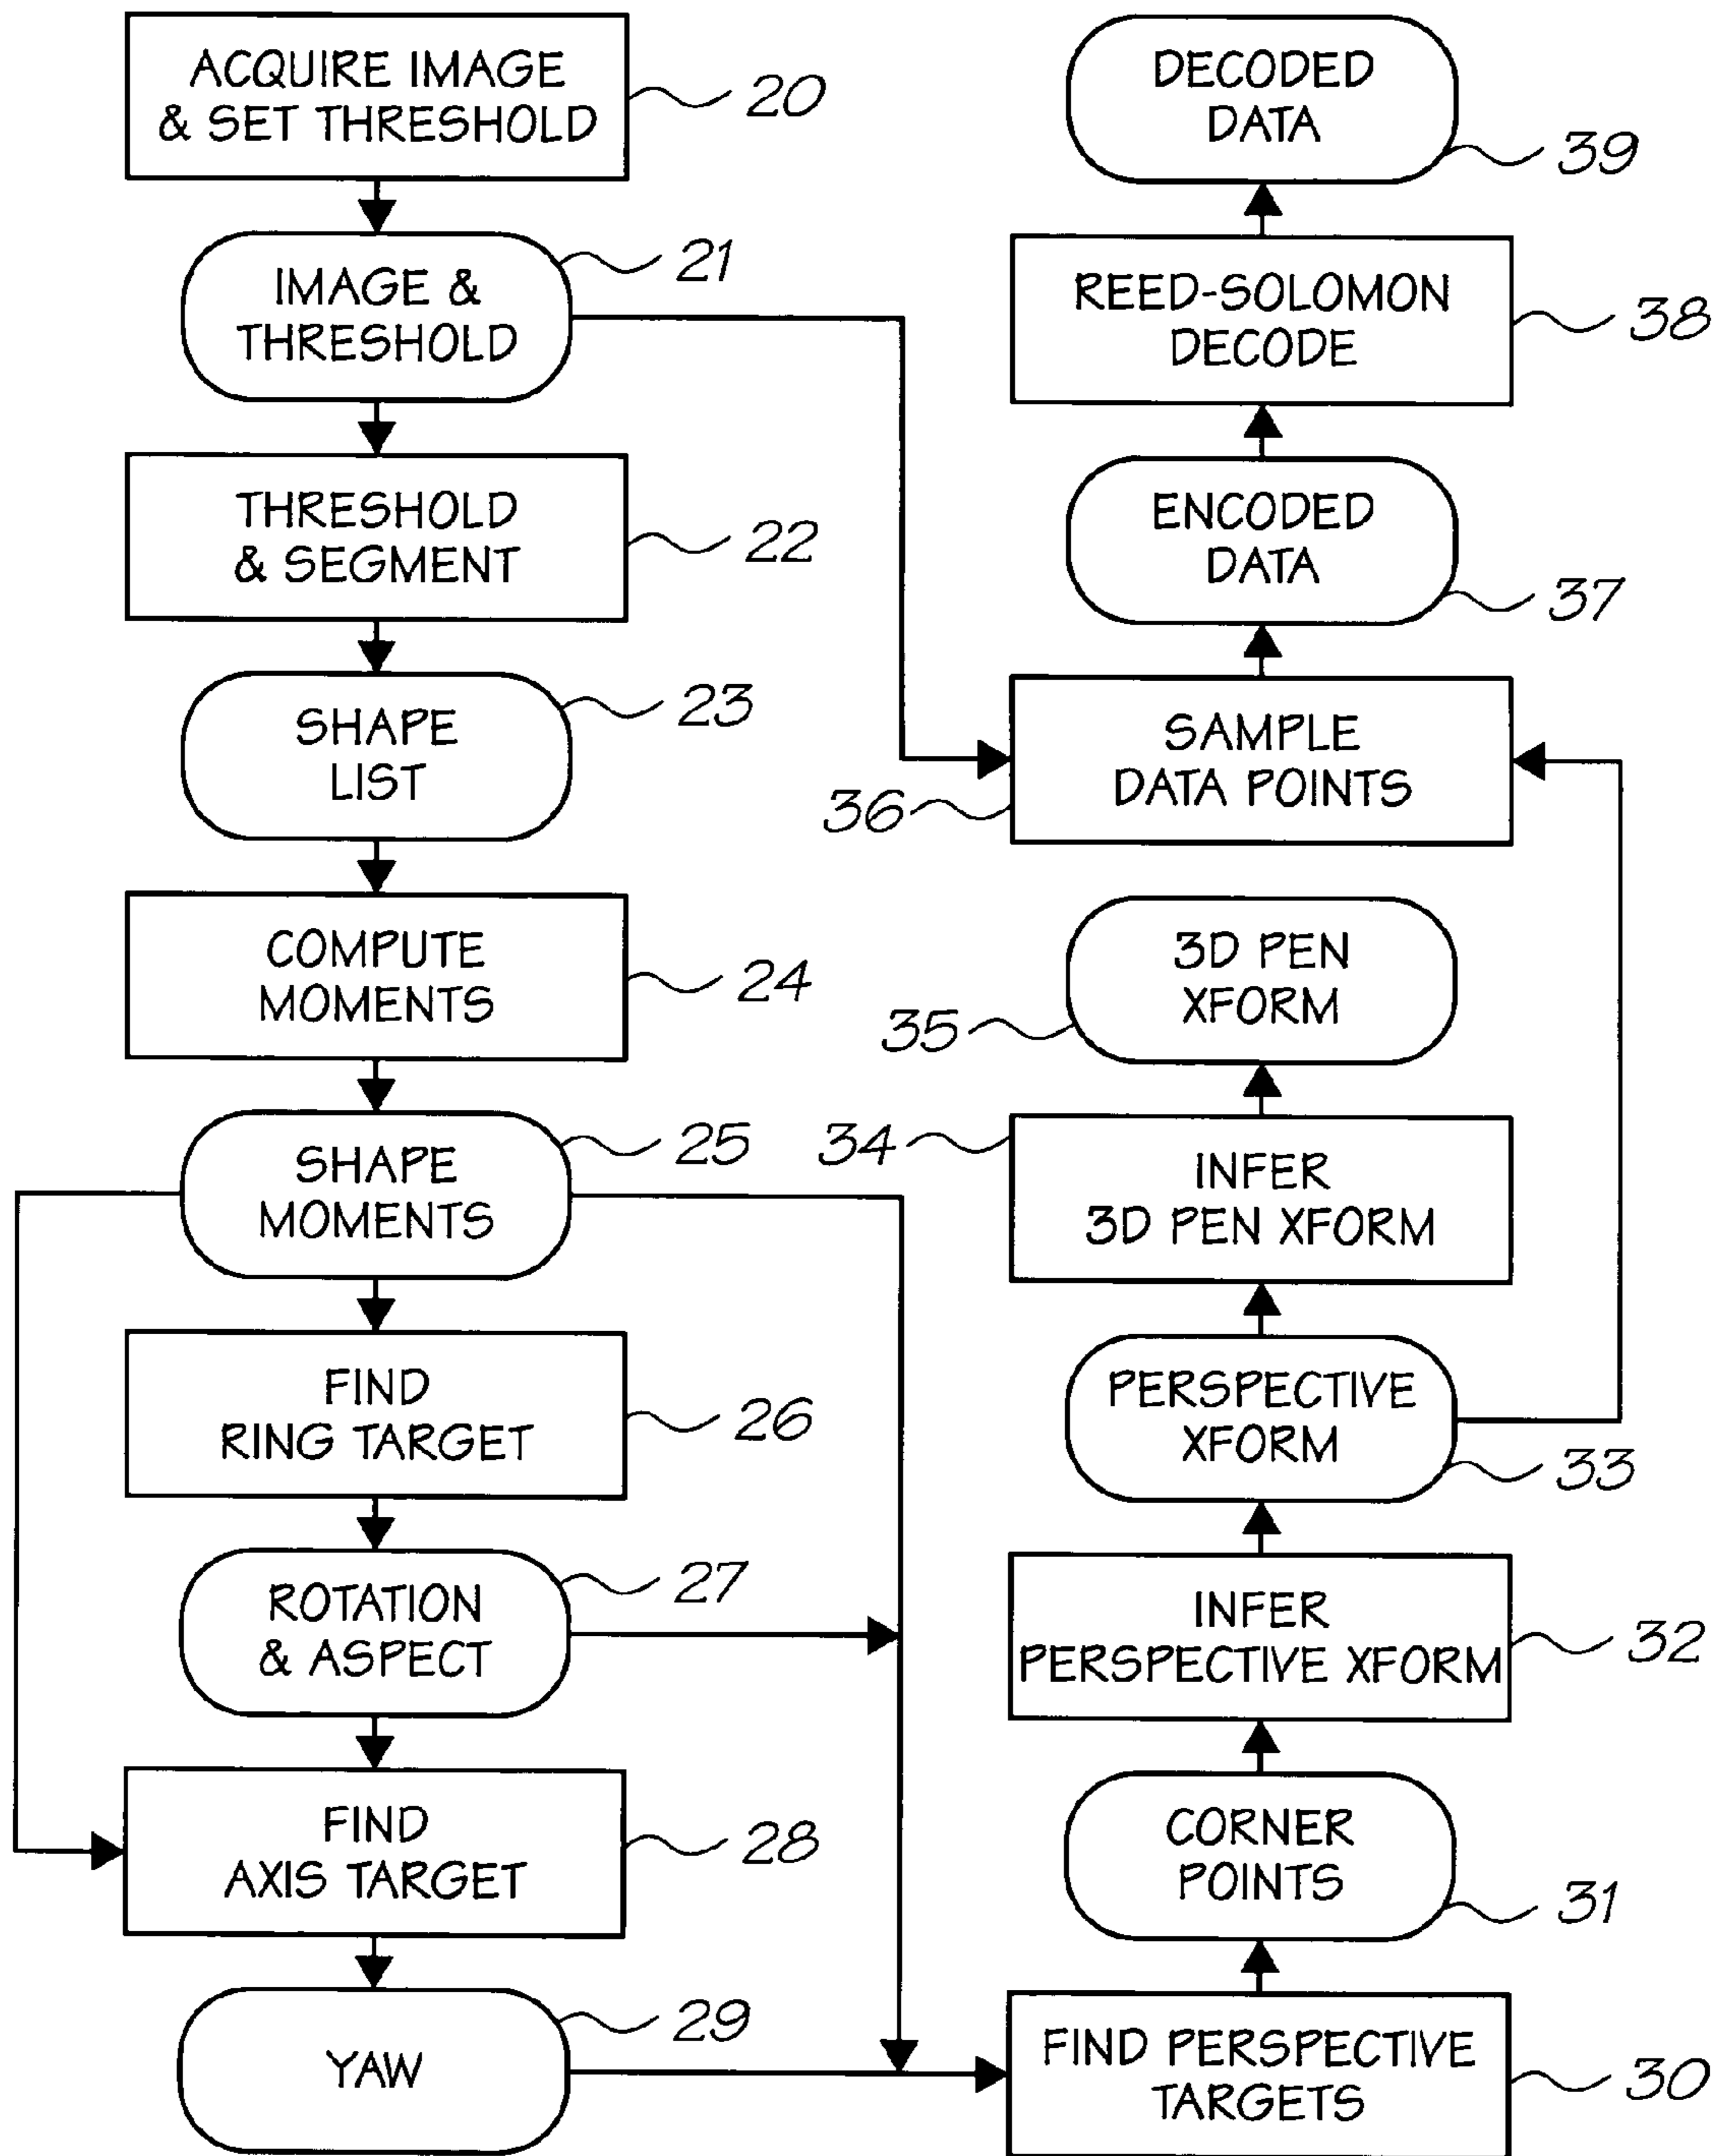 ACQUIRE IMAGE
& SET THRESHOLD
20
IMAGE &
THRESHOLD
21
THRESHOLD
& SEGMENT
22
SHAPE
LIST
23
COMPUTE
MOMENTS
24
SHAPE
MOMENTS
25
FIND
RING TARGET
26
ROTATION
& ASPECT
27
FIND
AXIS TARGET
28
YAW
29
DECODED
DATA
39
REED-SOLOMON
DECODE
38
ENCODED
DATA
37
SAMPLE
DATA POINTS
36
3D PEN
XFORM
35
INFER
3D PEN XFORM
34
PERSPECTIVE
XFORM
33
INFER
PERSPECTIVE XFORM
32
CORNER
POINTS
31
FIND PERSPECTIVE
TARGETS
30